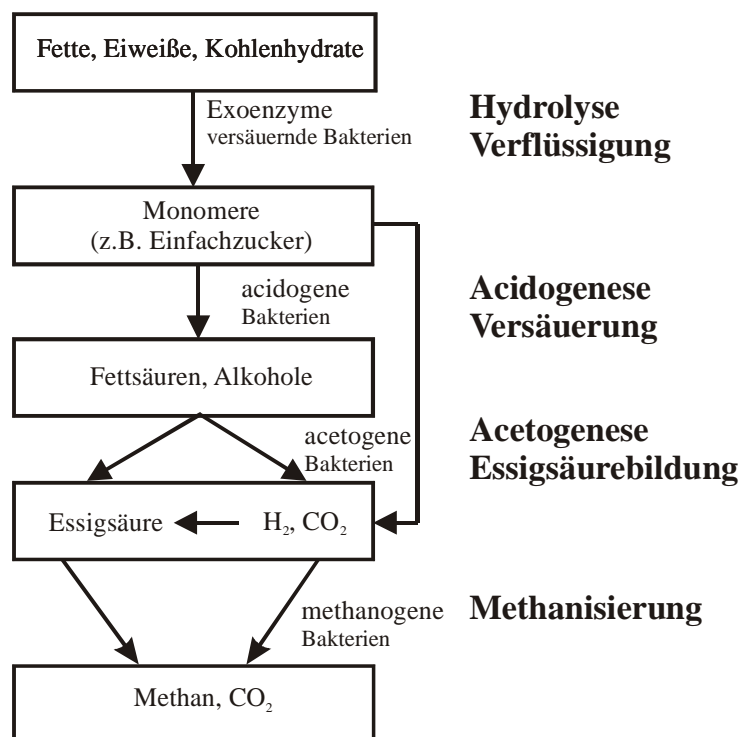 Fette, Eiweiße, Kohlenhydrate
Exoenzyme
versäuernde Bakterien
Hydrolyse
Verflüssigung
Monomere
(z.B. Einfachzucker)
acidogene
Bakterien
Acidogenese
Versäuerung
Fettsäuren, Alkohole
acetogene
Bakterien
Acetogenese
Essigsäurebildung
Essigsäure
H₂, CO₂
methanogene
Bakterien
Methanisierung
Methan, CO₂